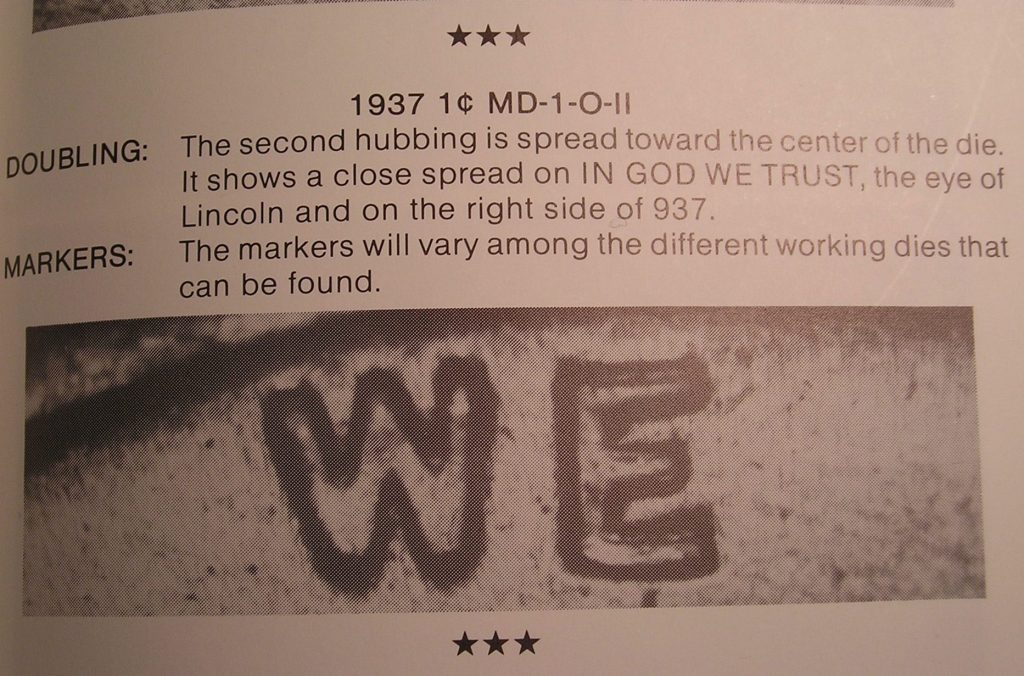 ★★★
1937 1¢ MD-1-O-II
DOUBLING: The second hubbing is spread toward the center of the die.
It shows a close spread on IN GOD WE TRUST, the eye of
Lincoln and on the right side of 937.
MARKERS: The markers will vary among the different working dies that
can be found.
WE
★★★